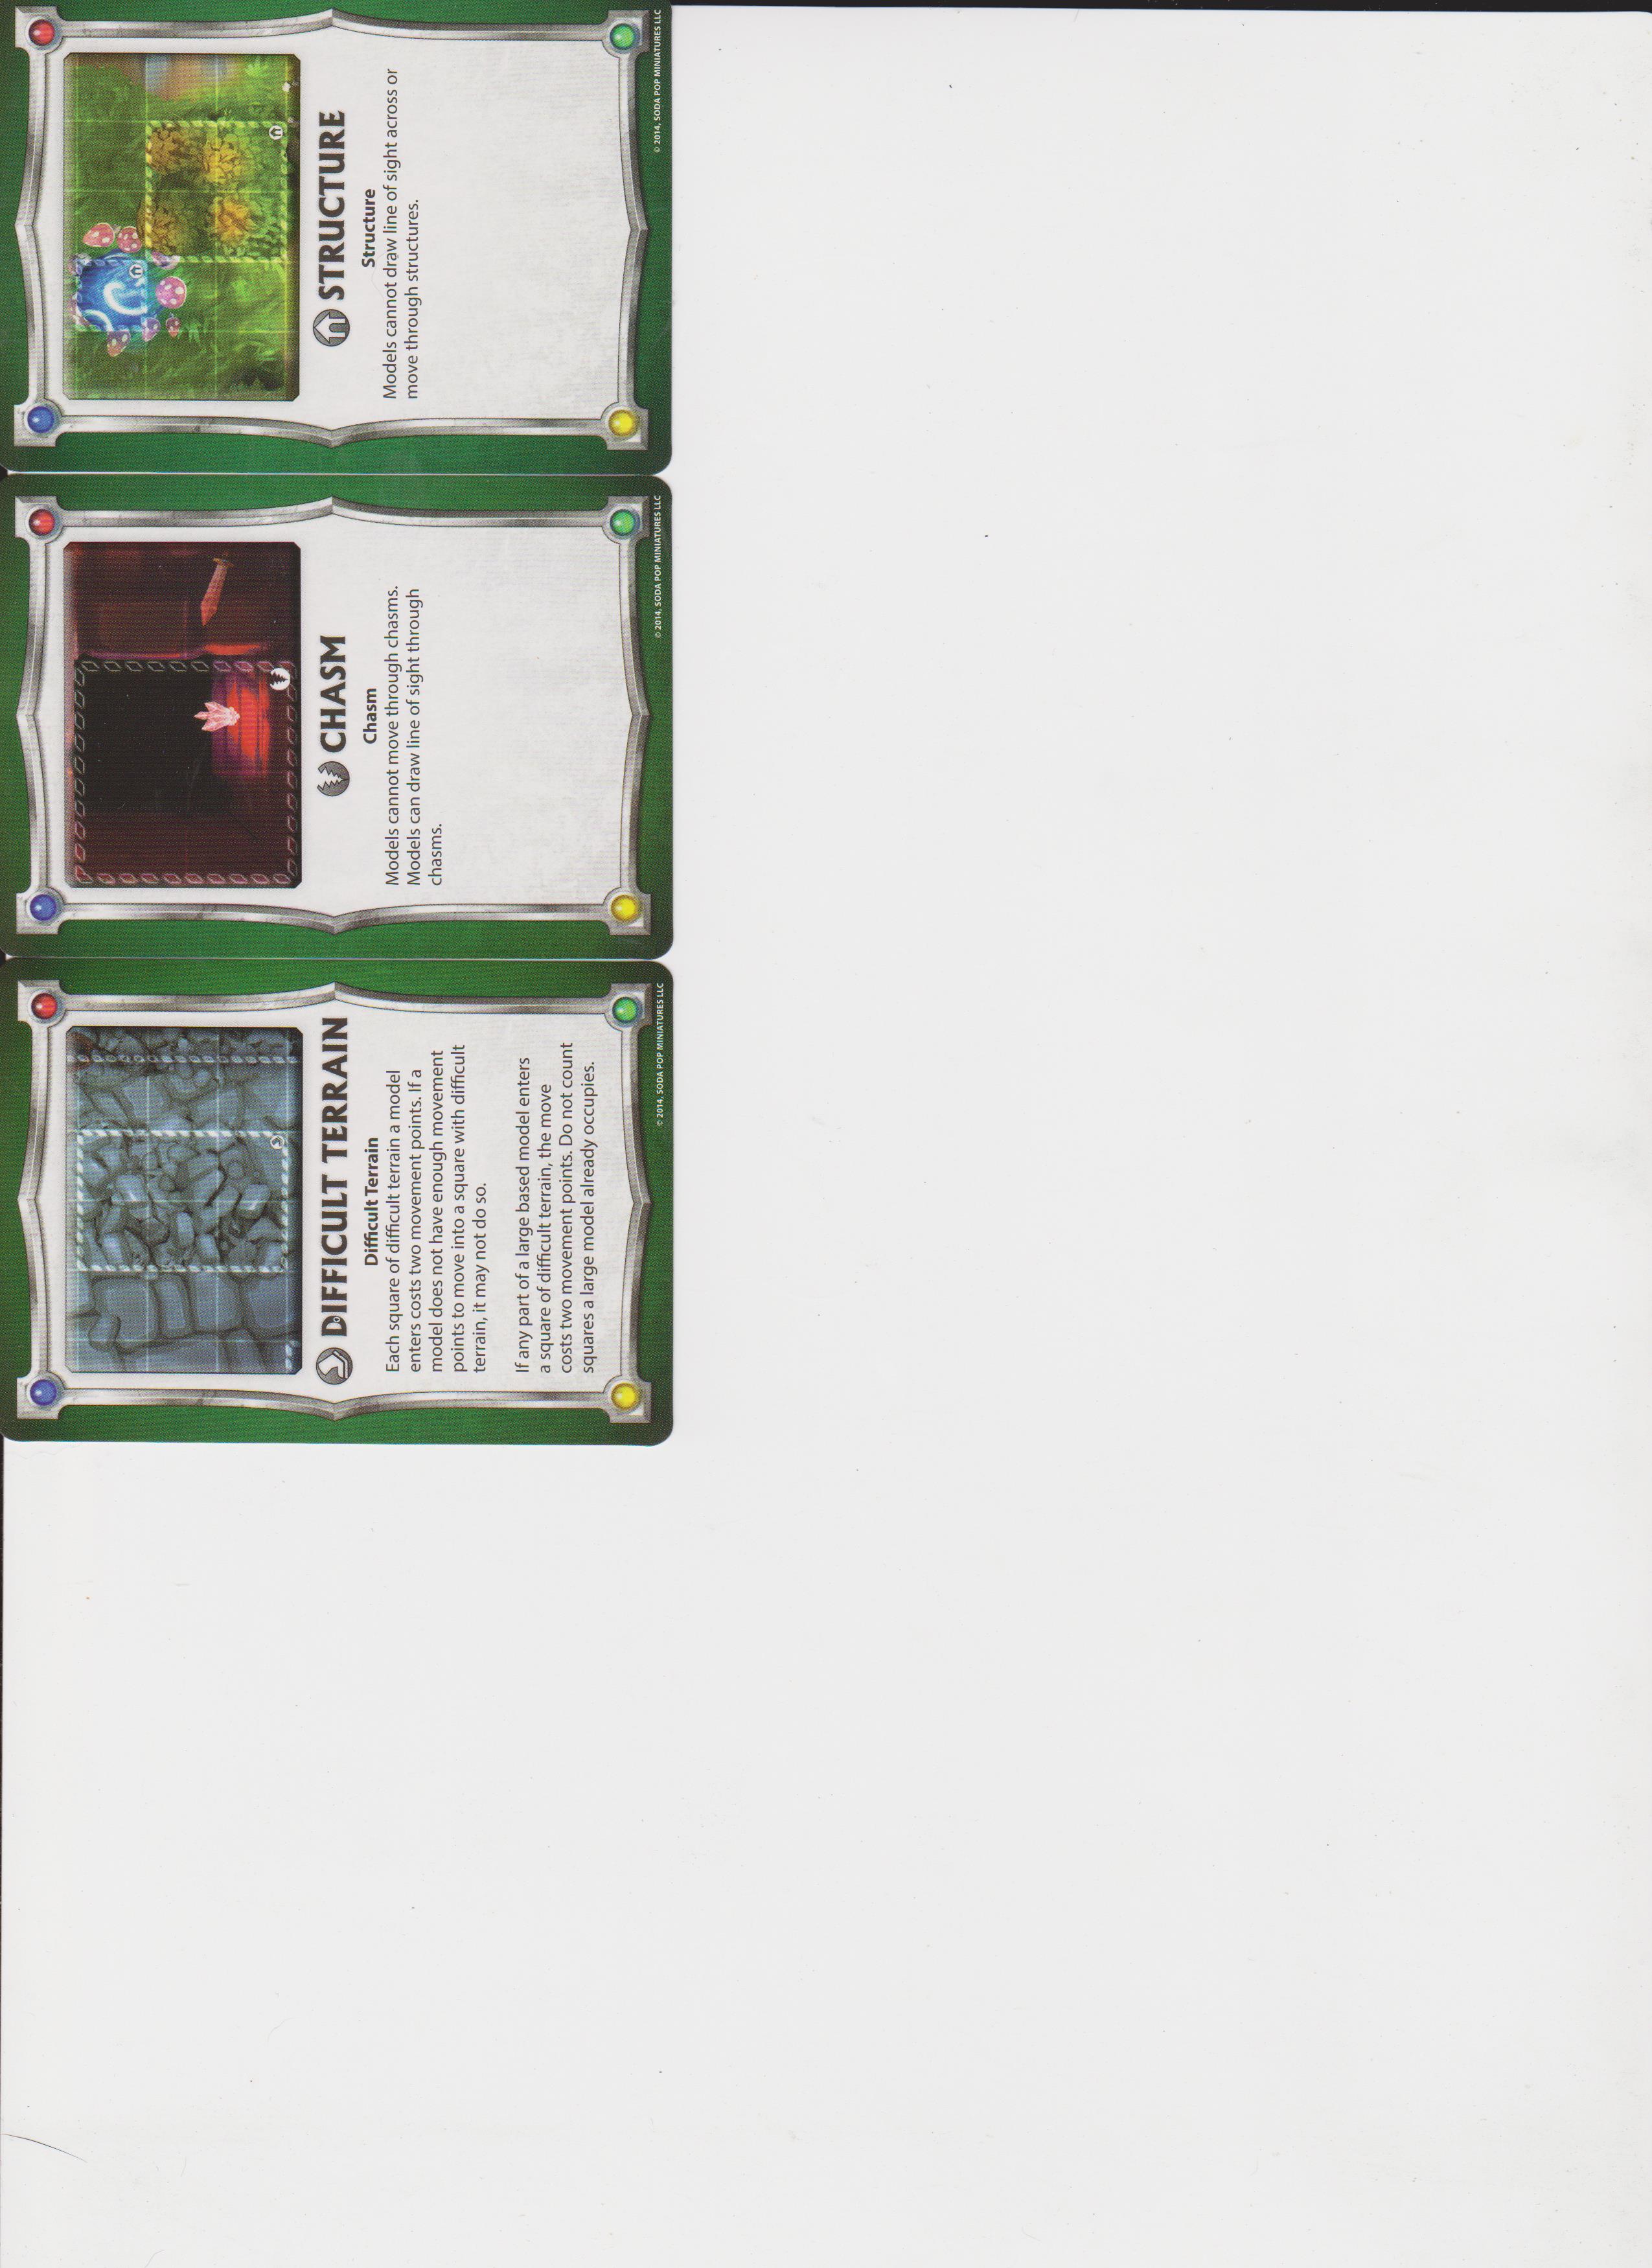 DIFFICULT TERRAIN
Difficult Terrain
Each square of difficult terrain a model
enters costs two movement points. If a
model does not have enough movement
points to move into a square with difficult
terrain, it may not do so.
If any part of a large based model enters
a square of difficult terrain, the move
costs two movement points. Do not count
squares a large model already occupies.
© 2014, SODA POP MINIATURES LLC
CHASM
Chasm
Models cannot move through chasms.
Models can draw line of sight through
chasms.
© 2014, SODA POP MINIATURES LLC
STRUCTURE
Structure
Models cannot draw line of sight across or
move through structures.
© 2014, SODA POP MINIATURES LLC